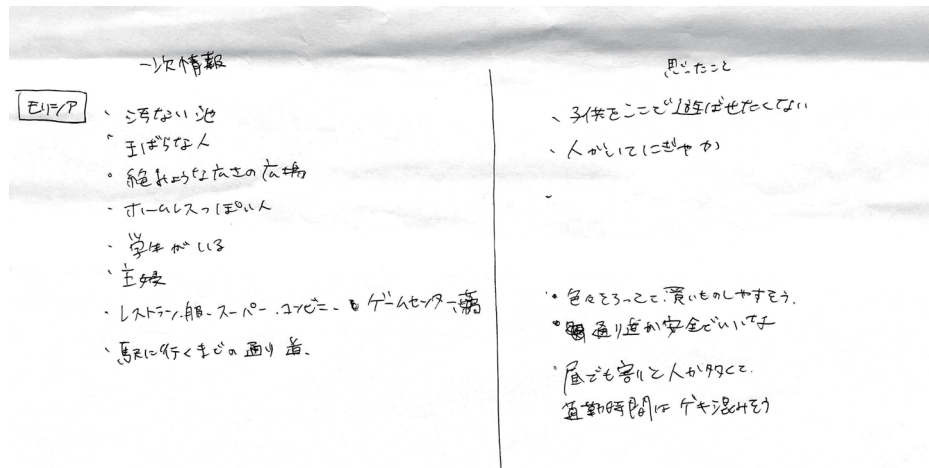 一次情報
モリシア
・汚ない池
・まばらな人
・絶みょうな広さの広場
・ホームレスっぽい人
・学生がいる
・主婦
・レストラン.服.スーパー.コンビニ.ゲームセンター.薬
・駅に行くまでの通り道.
思ったこと
・子供をここで遊ばせたくない
・人がいてにぎやか
・
・色々そろってて.買いものしやすそう.
・通り道が安全でいいな
・昼でも割りと人が多くて.
通勤時間はゲキ混みそう